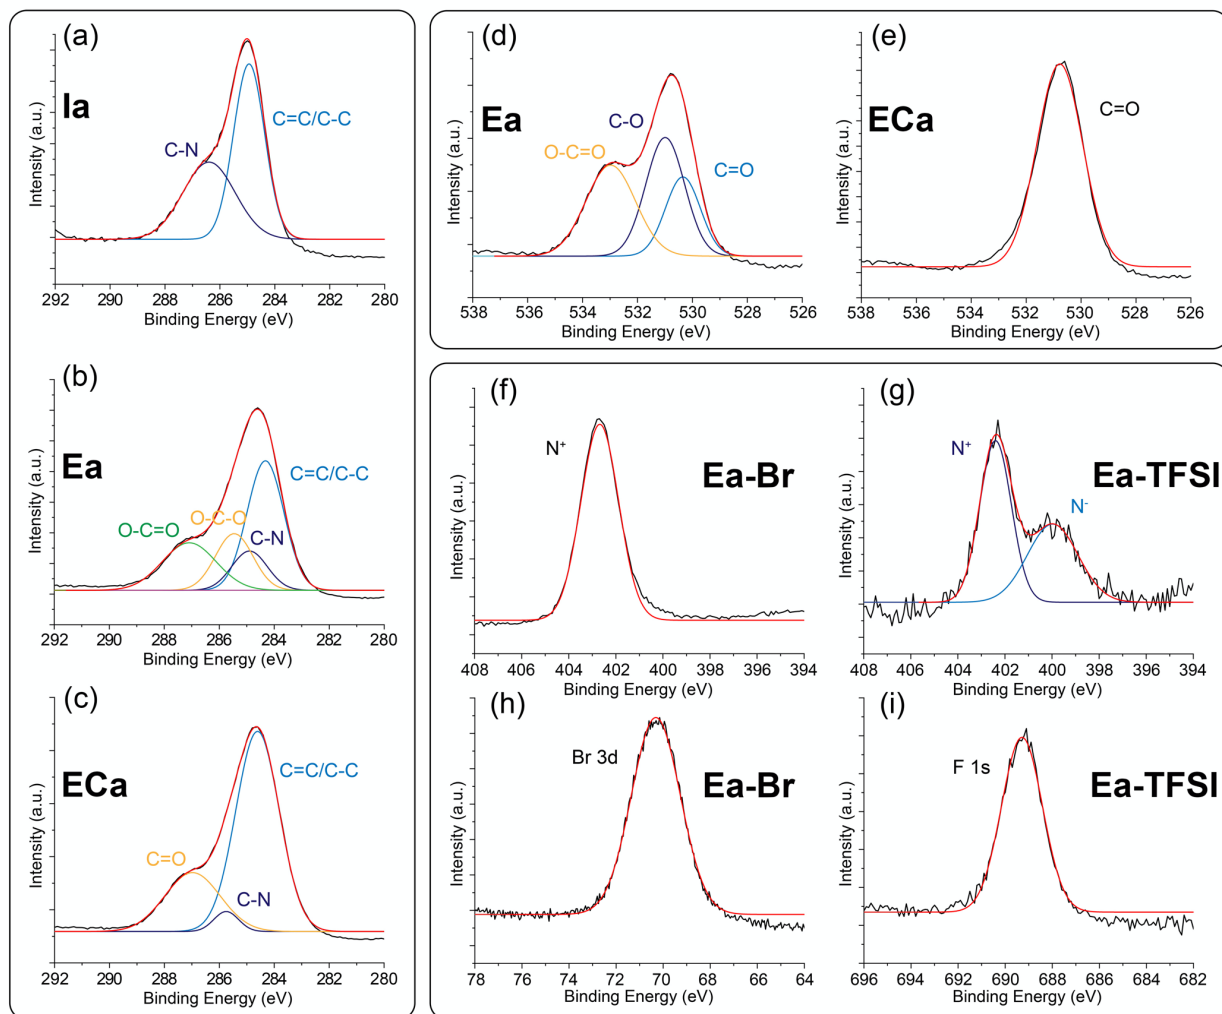 (a)
Ia
C-N
C=C/C-C
Intensity (a.u.)
292 290 288 286 284 282 280
Binding Energy (eV)
(b)
Ea
O-C=O
O-C-O
C-N
C=C/C-C
Intensity (a.u.)
292 290 288 286 284 282 280
Binding Energy (eV)
(c)
ECa
C=O
C-N
C=C/C-C
Intensity (a.u.)
292 290 288 286 284 282 280
Binding Energy (eV)
(d)
Ea
O-C=O
C-O
C=O
Intensity (a.u.)
538 536 534 532 530 528 526
Binding Energy (eV)
(e)
ECa
C=O
Intensity (a.u.)
538 536 534 532 530 528 526
Binding Energy (eV)
(f)
N+
Ea-Br
Intensity (a.u.)
408 406 404 402 400 398 396 394
Binding Energy (eV)
(g)
N+
N-
Ea-TFSI
Intensity (a.u.)
408 406 404 402 400 398 396 394
Binding Energy (eV)
(h)
Br 3d
Ea-Br
Intensity (a.u.)
78 76 74 72 70 68 66 64
Binding Energy (eV)
(i)
F 1s
Ea-TFSI
Intensity (a.u.)
696 694 692 690 688 686 684 682
Binding Energy (eV)